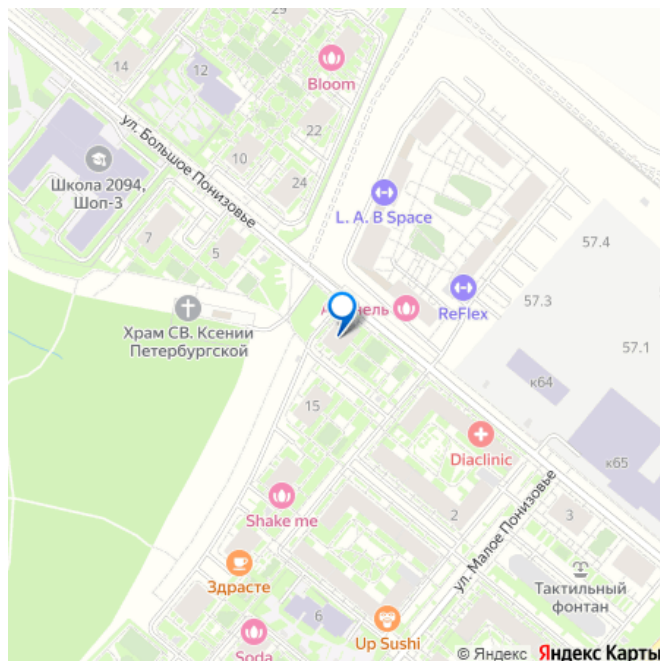 29
14
12
Bloom
22
ул. Большое Понизовье
10
24
Школа 2094,
Шоп-3
L. A. B Space
7
5
57.4
57.3
ReFlex
57.1
Храм СВ. Ксении
Петербургской
к64
15
Diaclinic
к65
Shake me
2
3
ул. Малое Понизовье
Здрасте
Тактильный
фонтан
6
Up Sushi
Soda
© Яндекс Яндекс Карты